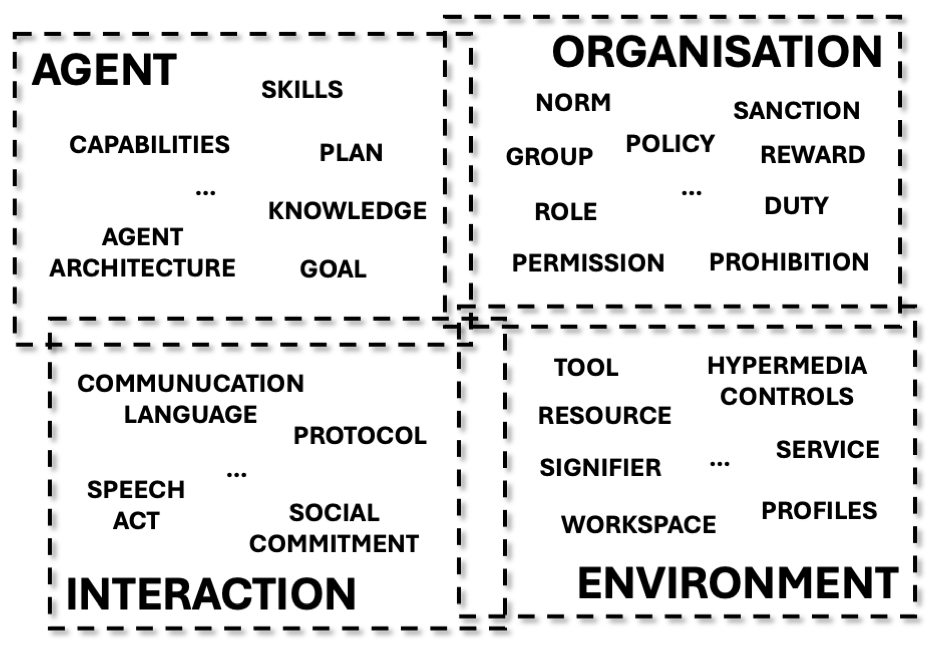 AGENT
SKILLS
CAPABILITIES
PLAN
...
KNOWLEDGE
AGENT
ARCHITECTURE
GOAL
ORGANISATION
NORM
SANCTION
POLICY
GROUP
REWARD
...
ROLE
DUTY
PERMISSION
PROHIBITION
COMMUNUCATION
LANGUAGE
PROTOCOL
...
SPEECH
ACT
SOCIAL
COMMITMENT
INTERACTION
TOOL
HYPERMEDIA
CONTROLS
RESOURCE
SERVICE
SIGNIFIER
...
PROFILES
WORKSPACE
ENVIRONMENT